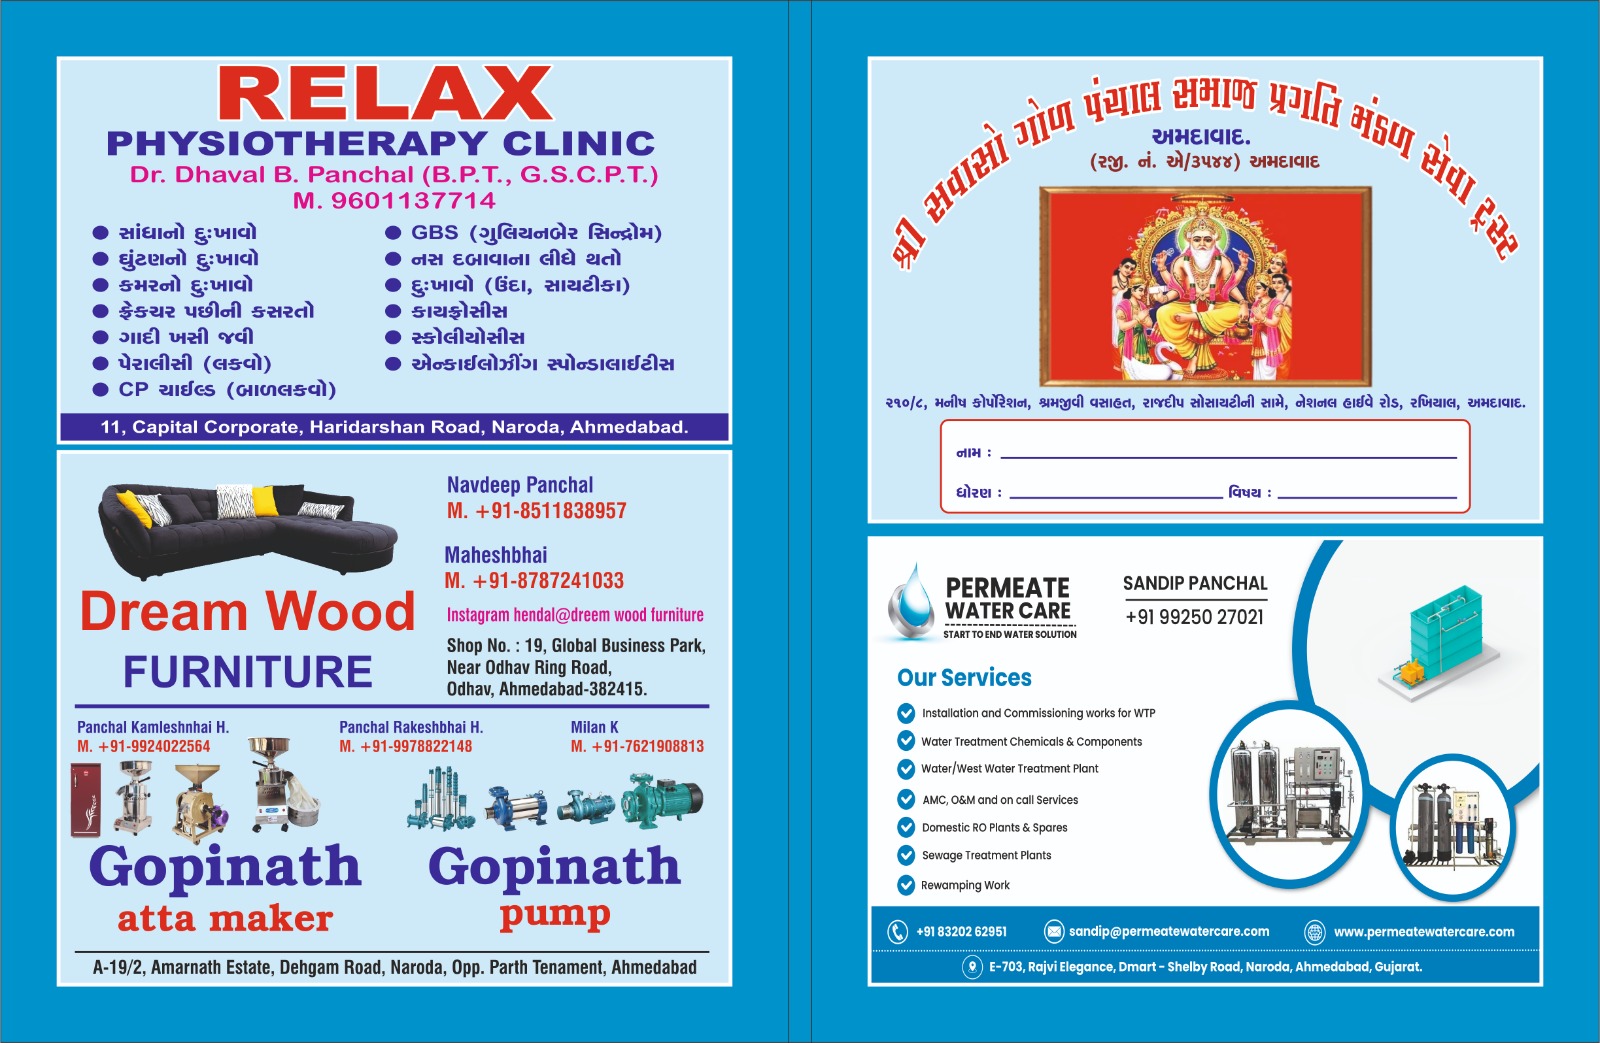 RELAX
PHYSIOTHERAPY CLINIC
Dr. Dhaval B. Panchal (B.P.T., G.S.C.P.T.)
M. 9601137714
સાંધાનો દુઃખાવો
ઘુંટણનો દુઃખાવો
કમરનો દુઃખાવો
ફ્રેકચર પછીની કસરતો
ગાદી ખસી જવી
પેરાલીસી (લકવો)
CP ચાઈલ્ડ (બાળલકવો)
GBS (ગુલિયનબેર સિન્દ્રોમ)
નસ દબાવાના લીધે થતો
દુઃખાવો (ઉંદા, સાયટીકા)
કાયફોસીસ
સ્કોલીયોસીસ
એન્કાઈલોઝીંગ સ્પોન્ડાલાઈટીસ
11, Capital Corporate, Haridarshan Road, Naroda, Ahmedabad.
Dream Wood
FURNITURE
Navdeep Panchal
M. +91-8511838957
Maheshbhai
M. +91-8787241033
Instagram hendal@dreem wood furniture
Shop No. : 19, Global Business Park,
Near Odhav Ring Road,
Odhav, Ahmedabad-382415.
Panchal Kamleshnhai H.
M. +91-9924022564
Panchal Rakeshbhai H.
M. +91-9978822148
Milan K
M. +91-7621908813
Gopinath
atta maker
Gopinath
pump
A-19/2, Amarnath Estate, Dehgam Road, Naroda, Opp. Parth Tenament, Ahmedabad
શ્રી સવાસો ગોળ પંચાલ સમાજ પ્રગતિ મંડળ સેવા ટ્રસ્ટ
અમદાવાદ.
(રજી. નં. એ/૩૫૪૪) અમદાવાદ
૨૧૦/૮, મનીષ કોર્પોરેશન, શ્રમજીવી વસાહત, રાજદીપ સોસાયટીની સામે, નેશનલ હાઈવે રોડ, રખિયાલ, અમદાવાદ.
નામ :
ધોરણ : વિષય :
PERMEATE
WATER CARE
START TO END WATER SOLUTION
SANDIP PANCHAL
+91 99250 27021
Our Services
Installation and Commissioning works for WTP
Water Treatment Chemicals & Components
Water/West Water Treatment Plant
AMC, O&M and on call Services
Domestic RO Plants & Spares
Sewage Treatment Plants
Rewamping Work
+91 83202 62951
sandip@permeatewatercare.com
www.permeatewatercare.com
E-703, Rajvi Elegance, Dmart - Shelby Road, Naroda, Ahmedabad, Gujarat.